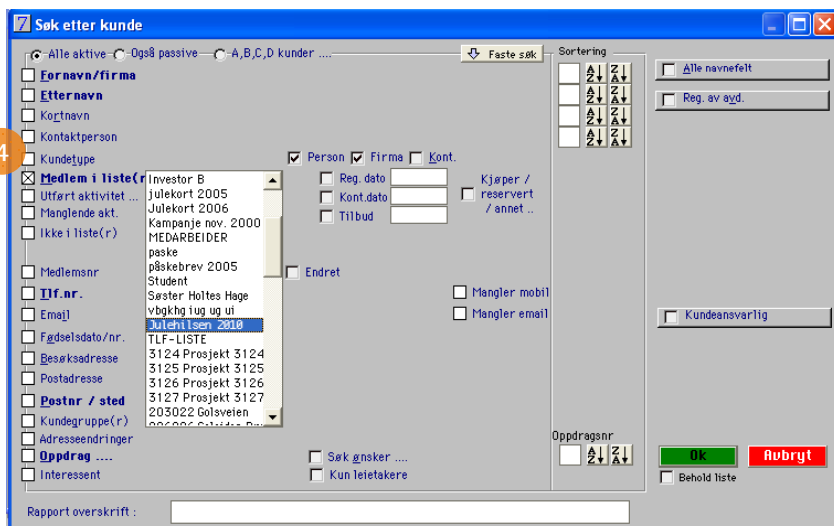 7 Søk etter kunde
Alle aktive Også passive A,B,C,D kunder ....
Faste søk
Sortering
Fornavn/firma
Alle navnefelt
Etternavn
Reg. av avd.
Kortnavn
Kontaktperson
4
Kundetype
Person Firma Kont.
Medlem i liste(r
Utført aktivitet ...
Manglende akt.
Ikke i liste(r)
Investor B
julekort 2005
Julekort 2006
Kampanje nov. 2000
MEDARBEIDER
paske
påskebrev 2005
Student
Søster Holtes Hage
vbgkhg iug ug ui
Julehilsen 2010
TLF-LISTE
3124 Prosjekt 3124
3125 Prosjekt 3125
3126 Prosjekt 3126
3127 Prosjekt 3127
203022 Golsveien
Reg. dato
Kont.dato
Tilbud
Kjøper /
reservert
/ annet ..
Medlemsnr
Endret
Tlf.nr.
Mangler mobil
Email
Mangler email
Kundeansvarlig
Fødselsdato/nr.
Besøksadresse
Postadresse
Postnr / sted
Kundegruppe(r)
Adresseendringer
Oppdragsnr
Oppdrag ....
Søk ønsker ....
Interessent
Kun leietakere
Ok
Avbryt
Behold liste
Rapport overskrift :